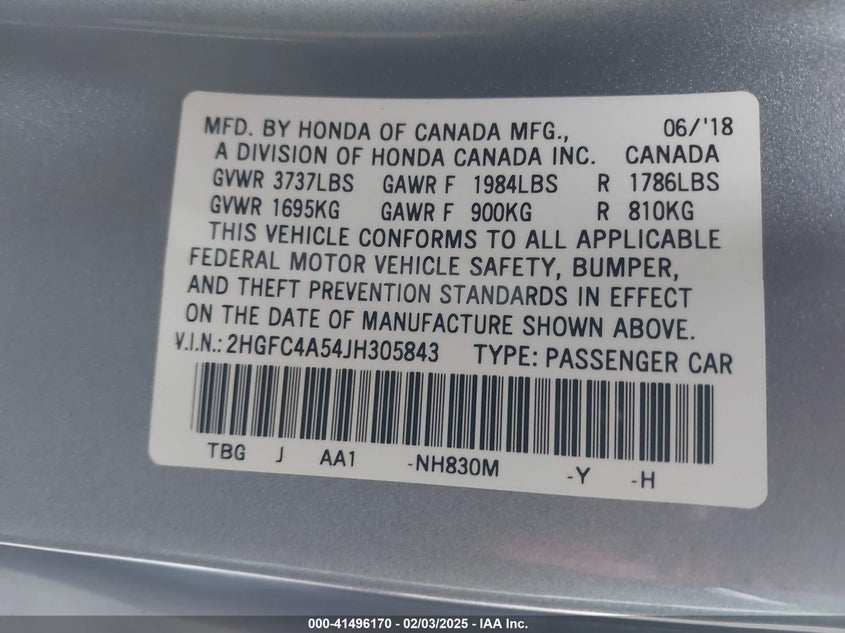 MFD. BY HONDA OF CANADA MFG., 06/'18
A DIVISION OF HONDA CANADA INC. CANADA
GVWR 3737LBS GAWR F 1984LBS R 1786LBS
GVWR 1695KG GAWR F 900KG R 810KG
THIS VEHICLE CONFORMS TO ALL APPLICABLE
FEDERAL MOTOR VEHICLE SAFETY, BUMPER,
AND THEFT PREVENTION STANDARDS IN EFFECT
ON THE DATE OF MANUFACTURE SHOWN ABOVE.
V.I.N.: 2HGFC4A54JH305843 TYPE: PASSENGER CAR
TBG J AA1 -NH830M -Y -H
000-41496170 - 02/03/2025 - IAA Inc.